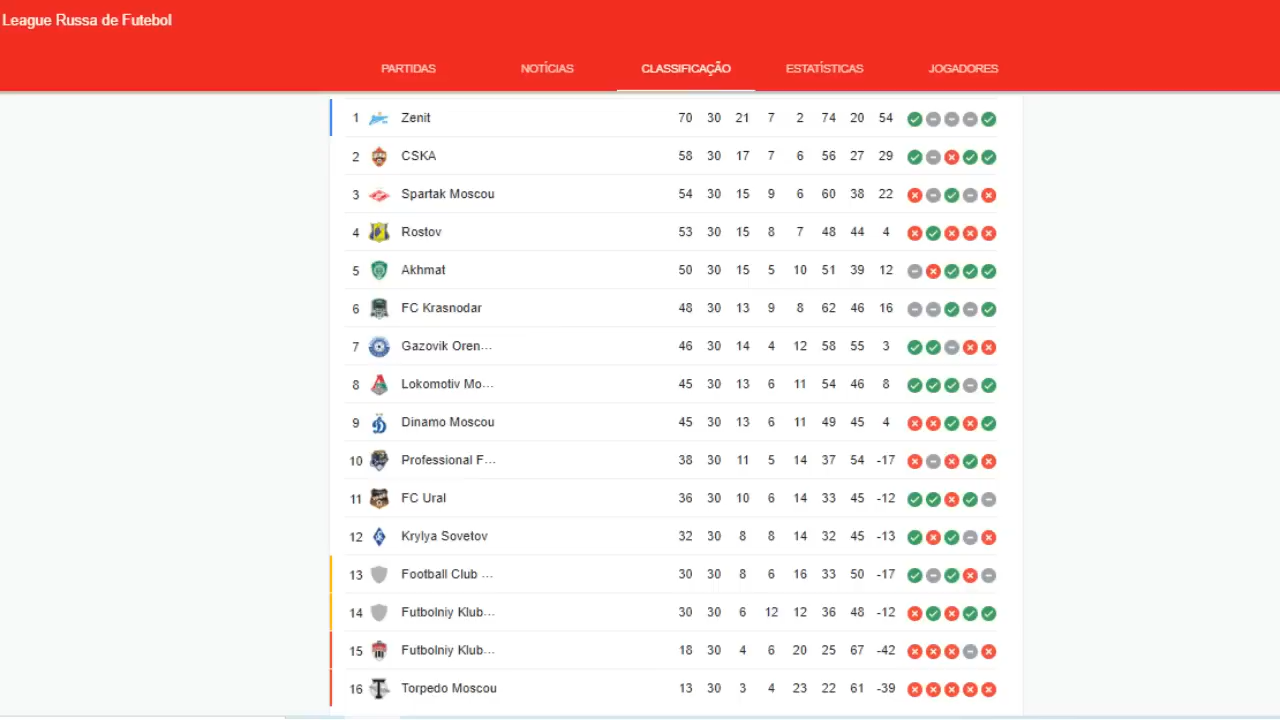 League Russa de Futebol
PARTIDAS NOTÍCIAS CLASSIFICAÇÃO ESTATÍSTICAS JOGADORES
1 Zenit 70 30 21 7 2 74 20 54
2 CSKA 58 30 17 7 6 56 27 29
3 Spartak Moscou 54 30 15 9 6 60 38 22
4 Rostov 53 30 15 8 7 48 44 4
5 Akhmat 50 30 15 5 10 51 39 12
6 FC Krasnodar 48 30 13 9 8 62 46 16
7 Gazovik Oren... 46 30 14 4 12 58 55 3
8 Lokomotiv Mo... 45 30 13 6 11 54 46 8
9 Dinamo Moscou 45 30 13 6 11 49 45 4
10 Professional F... 38 30 11 5 14 37 54 -17
11 FC Ural 36 30 10 6 14 33 45 -12
12 Krylya Sovetov 32 30 8 8 14 32 45 -13
13 Football Club ... 30 30 8 6 16 33 50 -17
14 Futbolniy Klub... 30 30 6 12 12 36 48 -12
15 Futbolniy Klub... 18 30 4 6 20 25 67 -42
16 Torpedo Moscou 13 30 3 4 23 22 61 -39